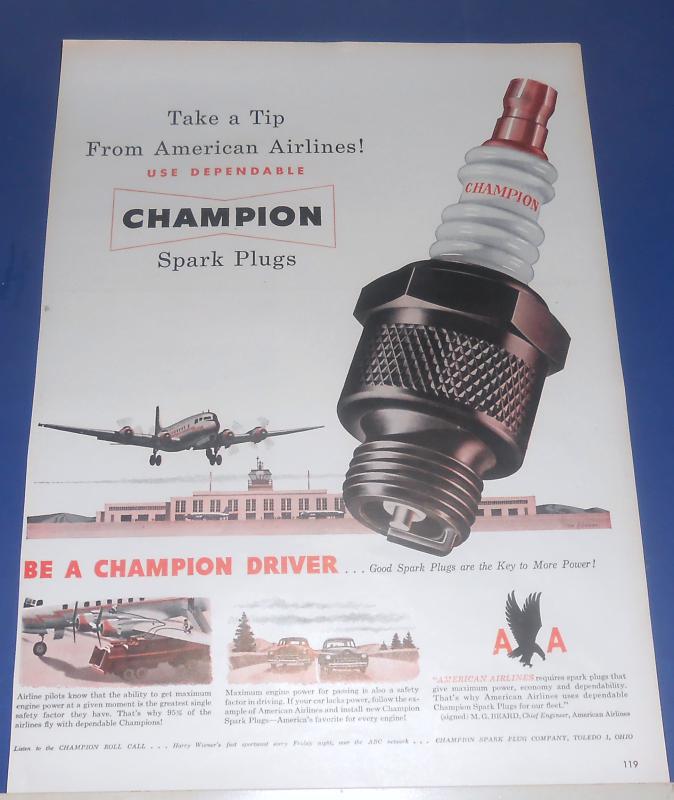 Take a Tip
From American Airlines!
USE DEPENDABLE
CHAMPION
Spark Plugs
CHAMPION
BE A CHAMPION DRIVER ... Good Spark Plugs are the Key to More Power!
Airline pilots know that the ability to get maximum
engine power at a given moment is the greatest single
safety factor they have. That's why 95% of the
airlines fly with dependable Champions!
Maximum engine power for passing is also a safety
factor in driving. If your car lacks power, follow the ex-
ample of American Airlines and install new Champion
Spark Plugs—America's favorite for every engine!
A A
"AMERICAN AIRLINES requires spark plugs that
give maximum power, economy and dependability.
That's why American Airlines uses dependable
Champion Spark Plugs for our fleet."
(signed) M. G. BEARD, Chief Engineer, American Airlines
Listen to the CHAMPION ROLL CALL ... Harry Wismer's fast sportscast every Friday night, over the ABC network ... CHAMPION SPARK PLUG COMPANY, TOLEDO 1, OHIO
119